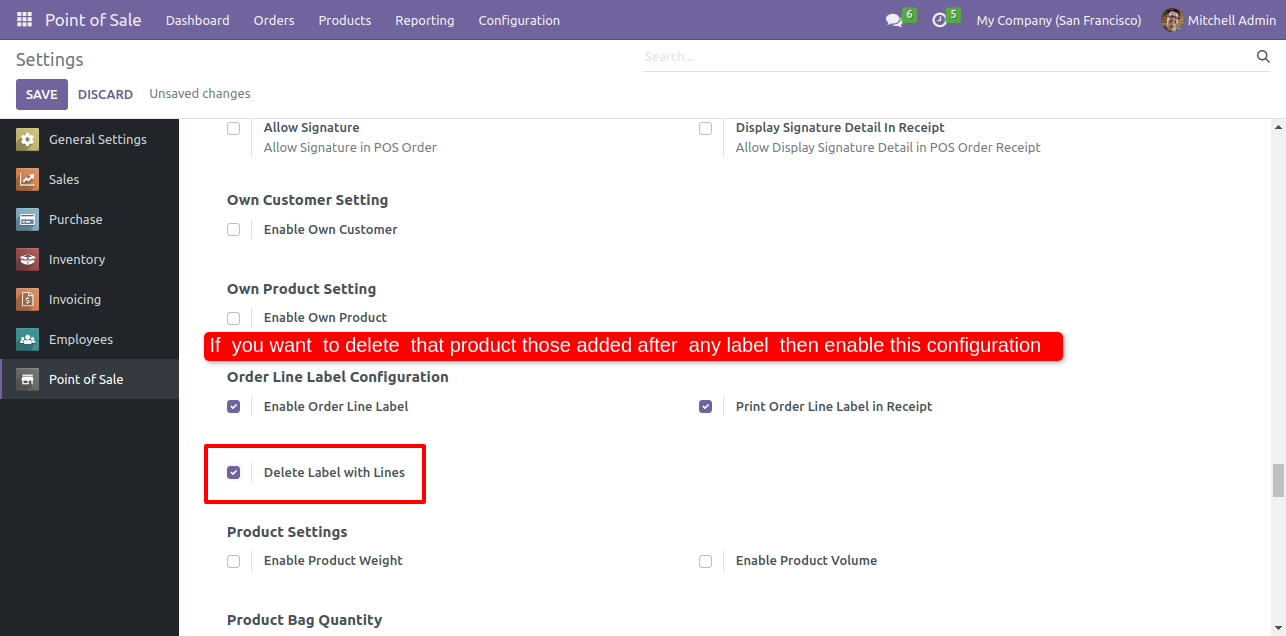 Point of Sale Dashboard Orders Products Reporting Configuration 6 5 My Company (San Francisco) Mitchell Admin
Settings
Search...
SAVE DISCARD Unsaved changes
General Settings
Sales
Purchase
Inventory
Invoicing
Employees
Point of Sale
Allow Signature
Allow Signature in POS Order
Display Signature Detail In Receipt
Allow Display Signature Detail in POS Order Receipt
Own Customer Setting
Enable Own Customer
Own Product Setting
Enable Own Product
If you want to delete that product those added after any label then enable this configuration
Order Line Label Configuration
Enable Order Line Label
Print Order Line Label in Receipt
Delete Label with Lines
Product Settings
Enable Product Weight
Enable Product Volume
Product Bag Quantity